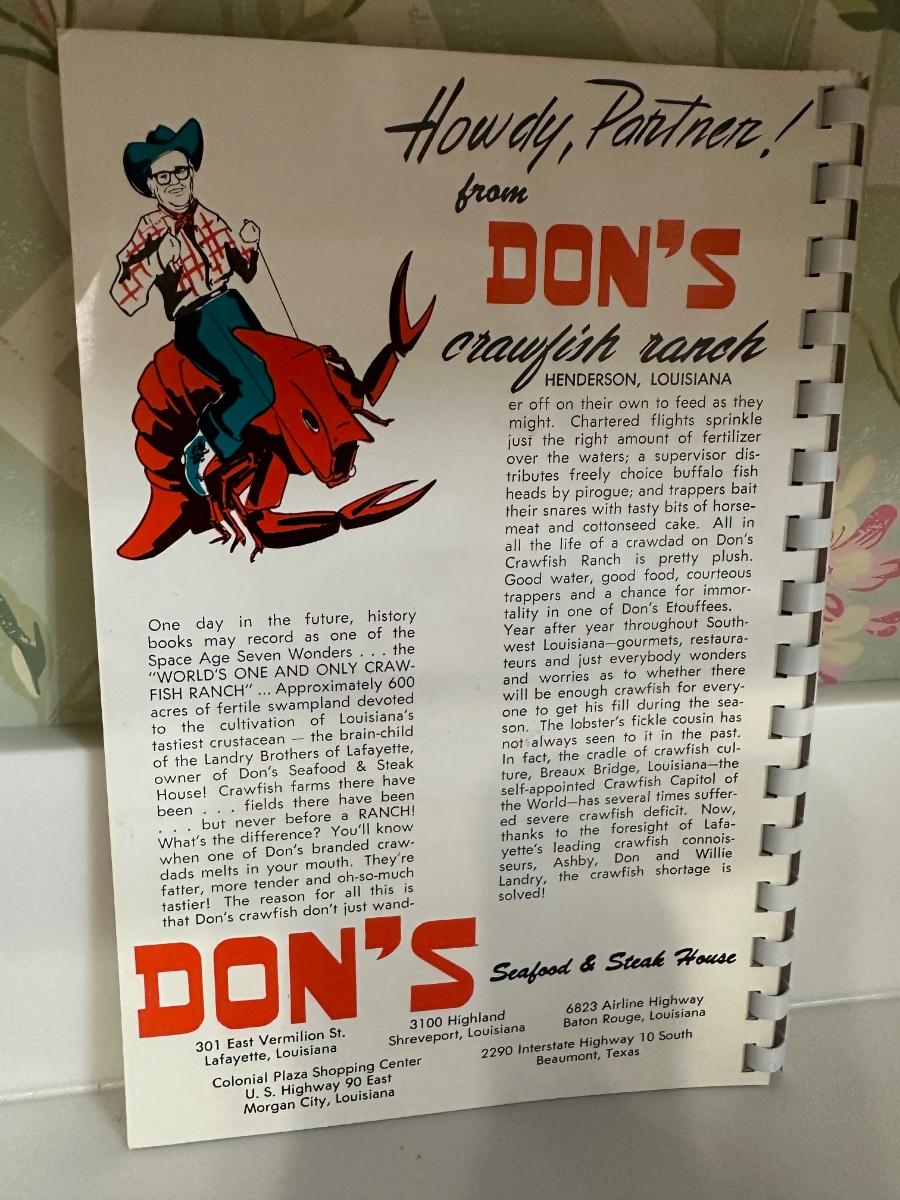 Howdy, Partner!
from
DON'S
crawfish ranch
HENDERSON, LOUISIANA
One day in the future, history
books may record as one of the
Space Age Seven Wonders . . . the
"WORLD'S ONE AND ONLY CRAW-
FISH RANCH" ... Approximately 600
acres of fertile swampland devoted
to the cultivation of Louisiana's
tastiest crustacean — the brain-child
of the Landry Brothers of Lafayette,
owner of Don's Seafood & Steak
House! Crawfish farms there have
been . . . fields there have been
. . . but never before a RANCH!
What's the difference? You'll know
when one of Don's branded craw-
dads melts in your mouth. They're
fatter, more tender and oh-so-much
tastier! The reason for all this is
that Don's crawfish don't just wand-
er off on their own to feed as they
might. Chartered flights sprinkle
just the right amount of fertilizer
over the waters; a supervisor dis-
tributes freely choice buffalo fish
heads by pirogue; and trappers bait
their snares with tasty bits of horse-
meat and cottonseed cake. All in
all the life of a crawdad on Don's
Crawfish Ranch is pretty plush.
Good water, good food, courteous
trappers and a chance for immor-
tality in one of Don's Etouffees.
Year after year throughout South-
west Louisiana—gourmets, restaura-
teurs and just everybody wonders
and worries as to whether there
will be enough crawfish for every-
one to get his fill during the sea-
son. The lobster's fickle cousin has
not always seen to it in the past.
In fact, the cradle of crawfish cul-
ture, Breaux Bridge, Louisiana—the
self-appointed Crawfish Capitol of
the World—has several times suffer-
ed severe crawfish deficit. Now,
thanks to the foresight of Lafa-
yette's leading crawfish connois-
seurs, Ashby, Don and Willie
Landry, the crawfish shortage is
solved!
DON'S
Seafood & Steak House
301 East Vermilion St.
Lafayette, Louisiana
3100 Highland
Shreveport, Louisiana
6823 Airline Highway
Baton Rouge, Louisiana
Colonial Plaza Shopping Center
U. S. Highway 90 East
Morgan City, Louisiana
2290 Interstate Highway 10 South
Beaumont, Texas